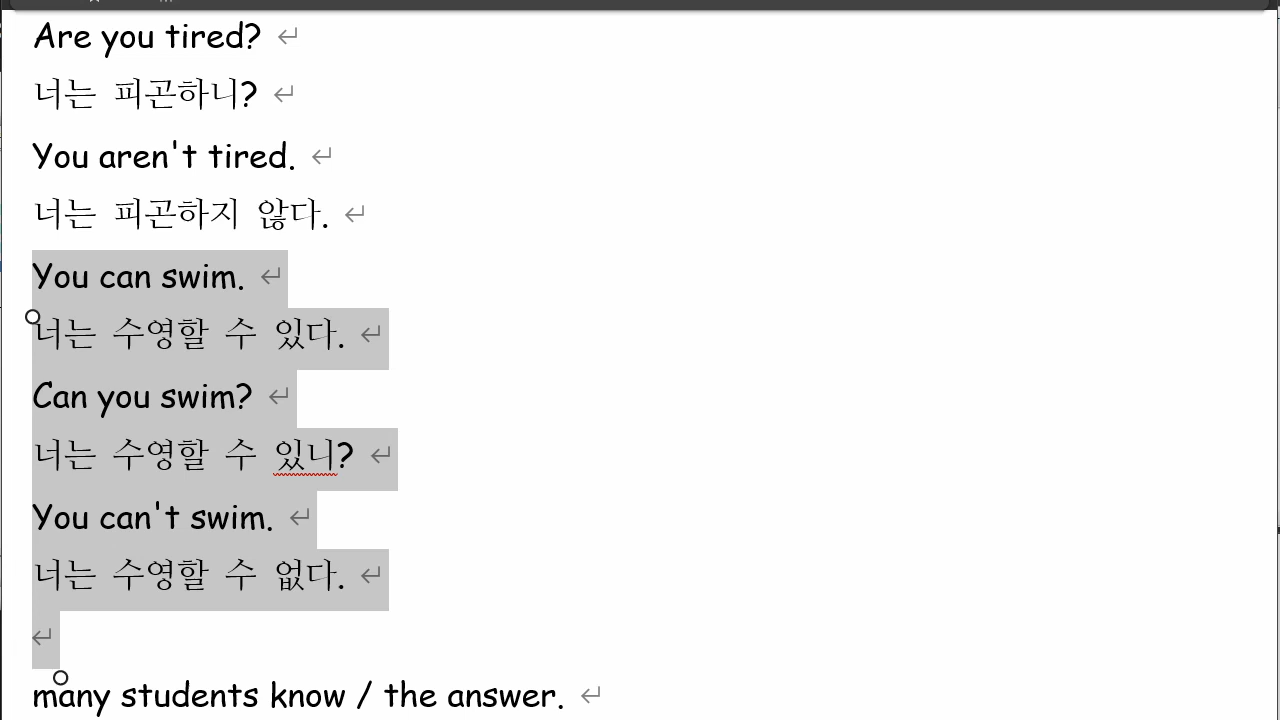 Are you tired?
너는 피곤하니?
You aren't tired.
너는 피곤하지 않다.
You can swim.
너는 수영할 수 있다.
Can you swim?
너는 수영할 수 있니?
You can't swim.
너는 수영할 수 없다.
many students know / the answer.